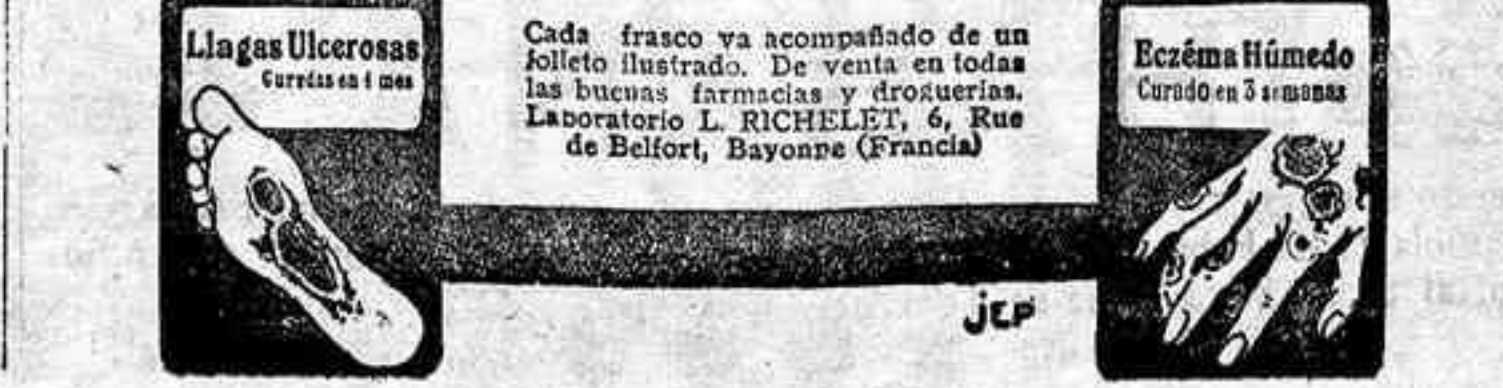 Llagas Ulcerosas
Curadas en 1 mes
Cada frasco va acompañado de un
folleto ilustrado. De venta en todas
las buenas farmacias y droguerías.
Laboratorio L. RICHELET, 6, Rue
de Belfort, Bayonne (Francia)
Eczéma Húmedo
Curado en 3 semanas
jEP